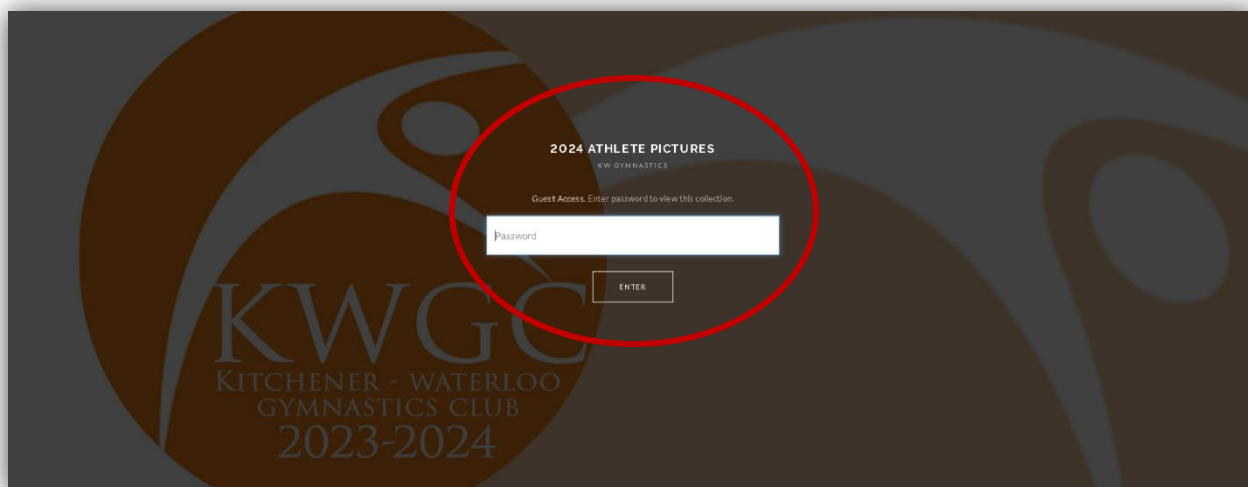 2024 ATHLETE PICTURES
KW GYMNASTICS
Guest Access. Enter password to view this collection.
Password
ENTER
KWGC
KITCHENER - WATERLOO
GYMNASTICS CLUB
2023-2024